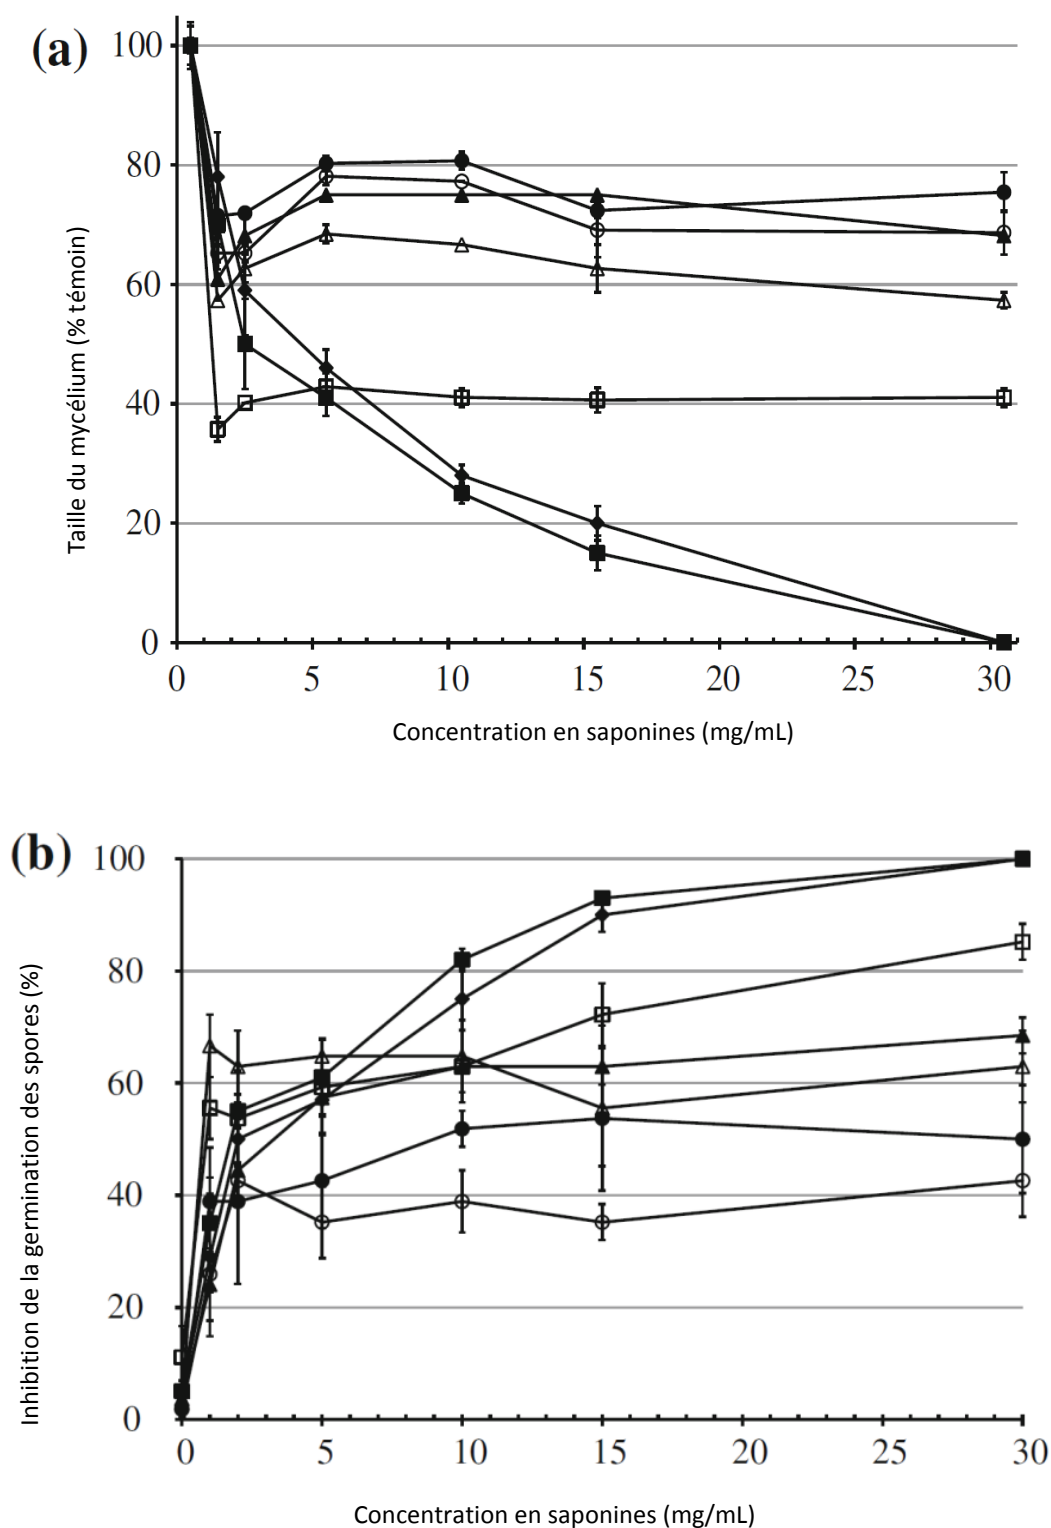 (a)
100
80
60
40
20
0
Taille du mycélium (% témoin)
0 5 10 15 20 25 30
Concentration en saponines (mg/mL)
(b)
100
80
60
40
20
0
Inhibition de la germination des spores (%)
0 5 10 15 20 25 30
Concentration en saponines (mg/mL)